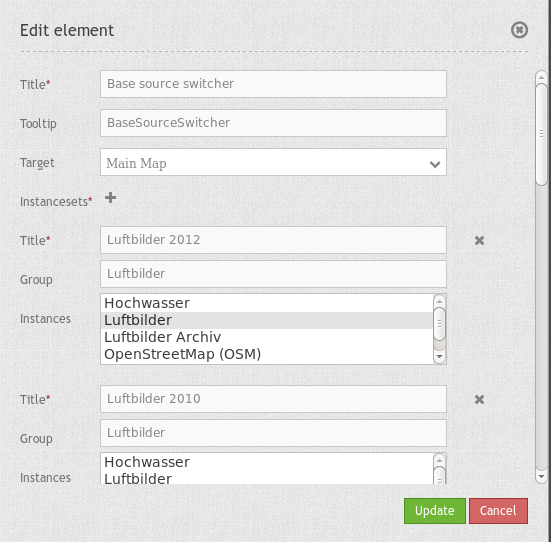 Edit element
Title* Base source switcher
Tooltip BaseSourceSwitcher
Target Main Map
Instancesets*
Title* Luftbilder 2012
Group Luftbilder
Instances Hochwasser
Luftbilder
Luftbilder Archiv
OpenStreetMap (OSM)
Title* Luftbilder 2010
Group Luftbilder
Instances Hochwasser
Luftbilder
Update Cancel